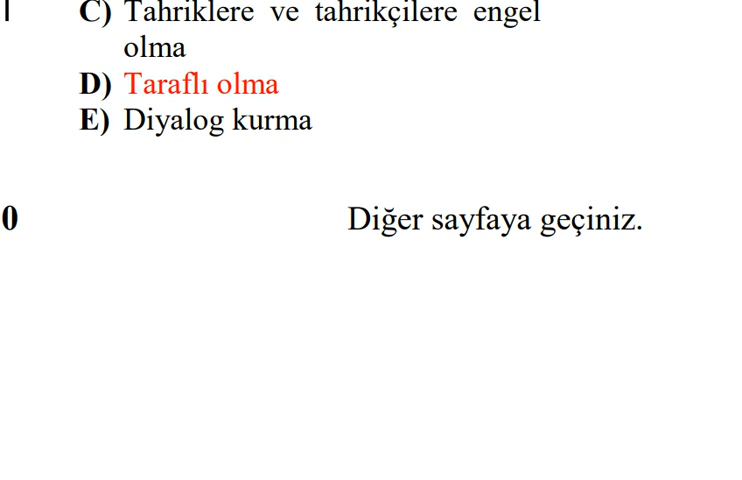 C) Tahriklere ve tahrikçilere engel
olma
D) Taraflı olma
E) Diyalog kurma
0
Diğer sayfaya geçiniz.